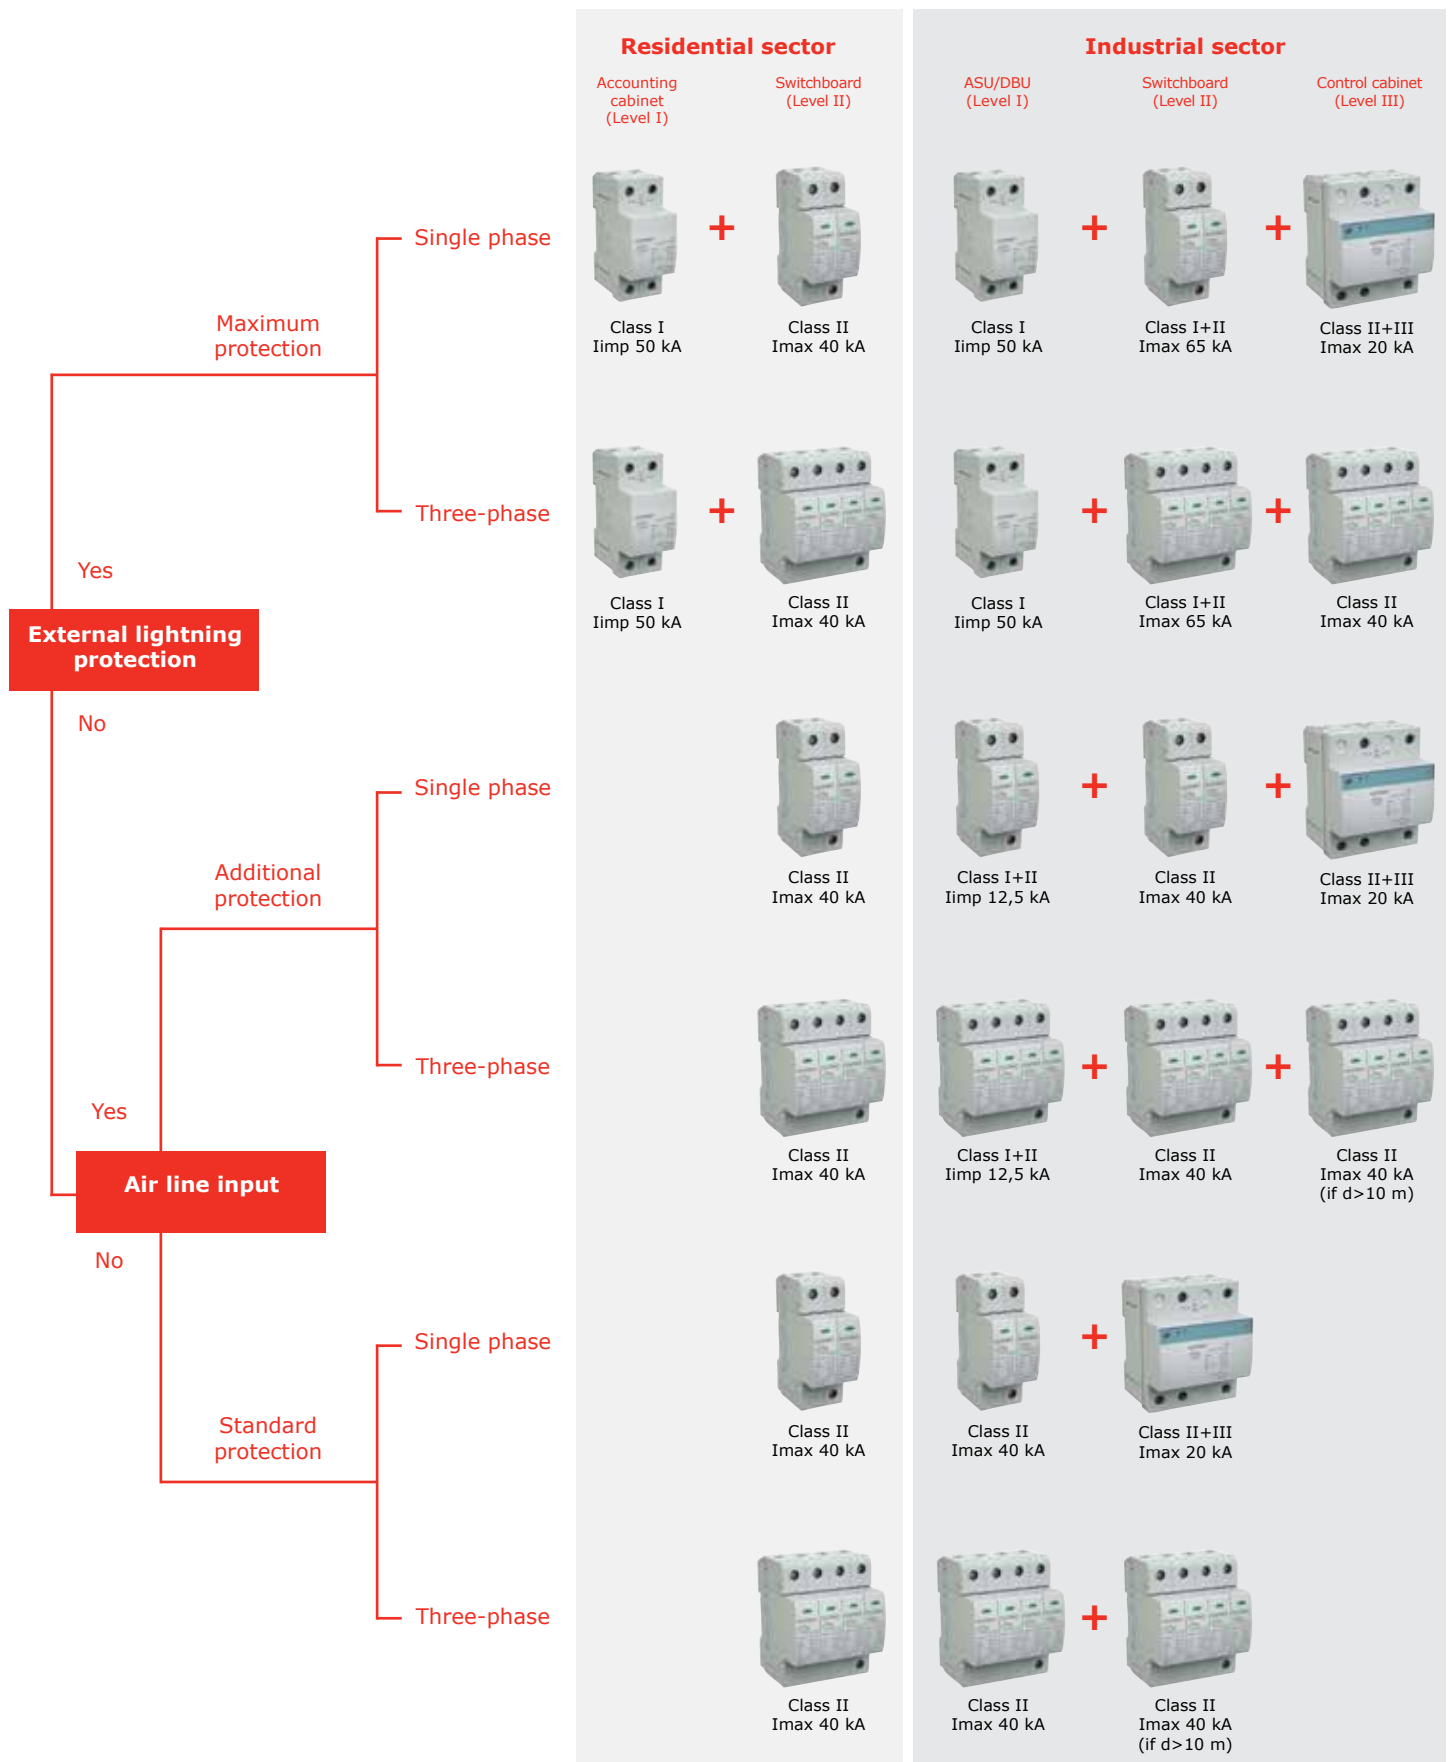 Residential sector
Industrial sector
Accounting
cabinet
(Level I)
Switchboard
(Level II)
ASU/DBU
(Level I)
Switchboard
(Level II)
Control cabinet
(Level III)
Single phase
Maximum
protection
Class I
Iimp 50 kA
Class II
Imax 40 kA
Class I
Iimp 50 kA
Class I+II
Imax 65 kA
Class II+III
Imax 20 kA
Three-phase
Yes
Class I
Iimp 50 kA
Class II
Imax 40 kA
Class I
Iimp 50 kA
Class I+II
Imax 65 kA
Class II
Imax 40 kA
External lightning
protection
No
Single phase
Additional
protection
Class II
Imax 40 kA
Class I+II
Iimp 12,5 kA
Class II
Imax 40 kA
Class II+III
Imax 20 kA
Three-phase
Yes
Class II
Imax 40 kA
Class I+II
Iimp 12,5 kA
Class II
Imax 40 kA
Class II
Imax 40 kA
(if d>10 m)
Air line input
No
Single phase
Standard
protection
Class II
Imax 40 kA
Class II
Imax 40 kA
Class II+III
Imax 20 kA
Three-phase
Class II
Imax 40 kA
Class II
Imax 40 kA
Class II
Imax 40 kA
(if d>10 m)